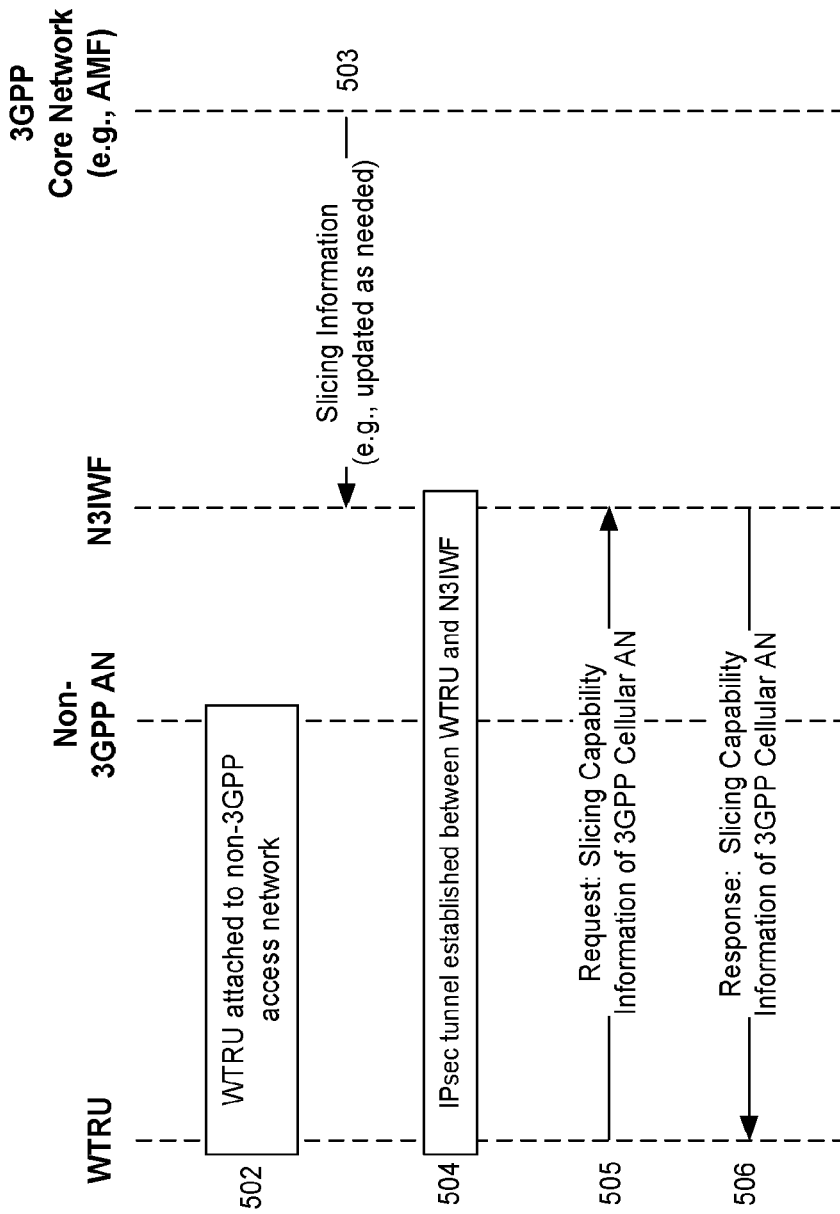 WTRU
Non-
3GPP AN
N3IWF
3GPP
Core Network
(e.g., AMF)
502
WTRU attached to non-3GPP
access network
Slicing Information
(e.g., updated as needed)
503
504
IPsec tunnel established between WTRU and N3IWF
505
Request: Slicing Capability
Information of 3GPP Cellular AN
506
Response: Slicing Capability
Information of 3GPP Cellular AN